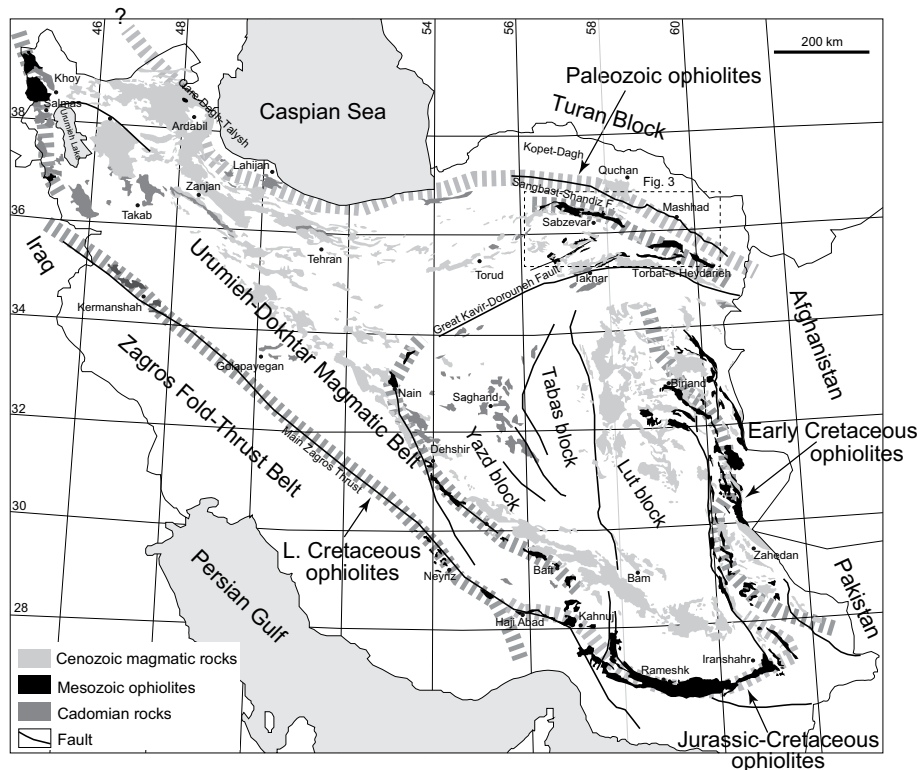 ?
46
48
54
56
58
60
200 km
Khoy
Salmas
Urumieh Lake
38
Qare Dagh-Talysh
Ardabil
Caspian Sea
Paleozoic ophiolites
Turan Block
Kopet-Dagh
Quchan
Lahijan
Zanjan
Takab
Sangbast-Shandiz F.
Fig. 3
Mashhad
Sabzevar
36
Iraq
Tehran
Torud
Taknar
Torbat-e-Heydarieh
Great Kavir-Dorouneh Fault
Kermanshah
Urumieh-Dokhtar Magmatic Belt
Afghanistan
34
Golapayegan
Zagros Fold-Thrust Belt
Nain
Saghand
Tabas block
Birjand
32
Main Zagros Thrust
Dehshir
Yazd block
Lut block
Early Cretaceous
ophiolites
30
L. Cretaceous
ophiolites
Persian Gulf
Neyriz
Baft
Bam
Zahedan
Pakistan
28
Haji Abad
Kahnuj
Rameshk
Iranshahr
Cenozoic magmatic rocks
Mesozoic ophiolites
Cadomian rocks
Fault
Jurassic-Cretaceous
ophiolites